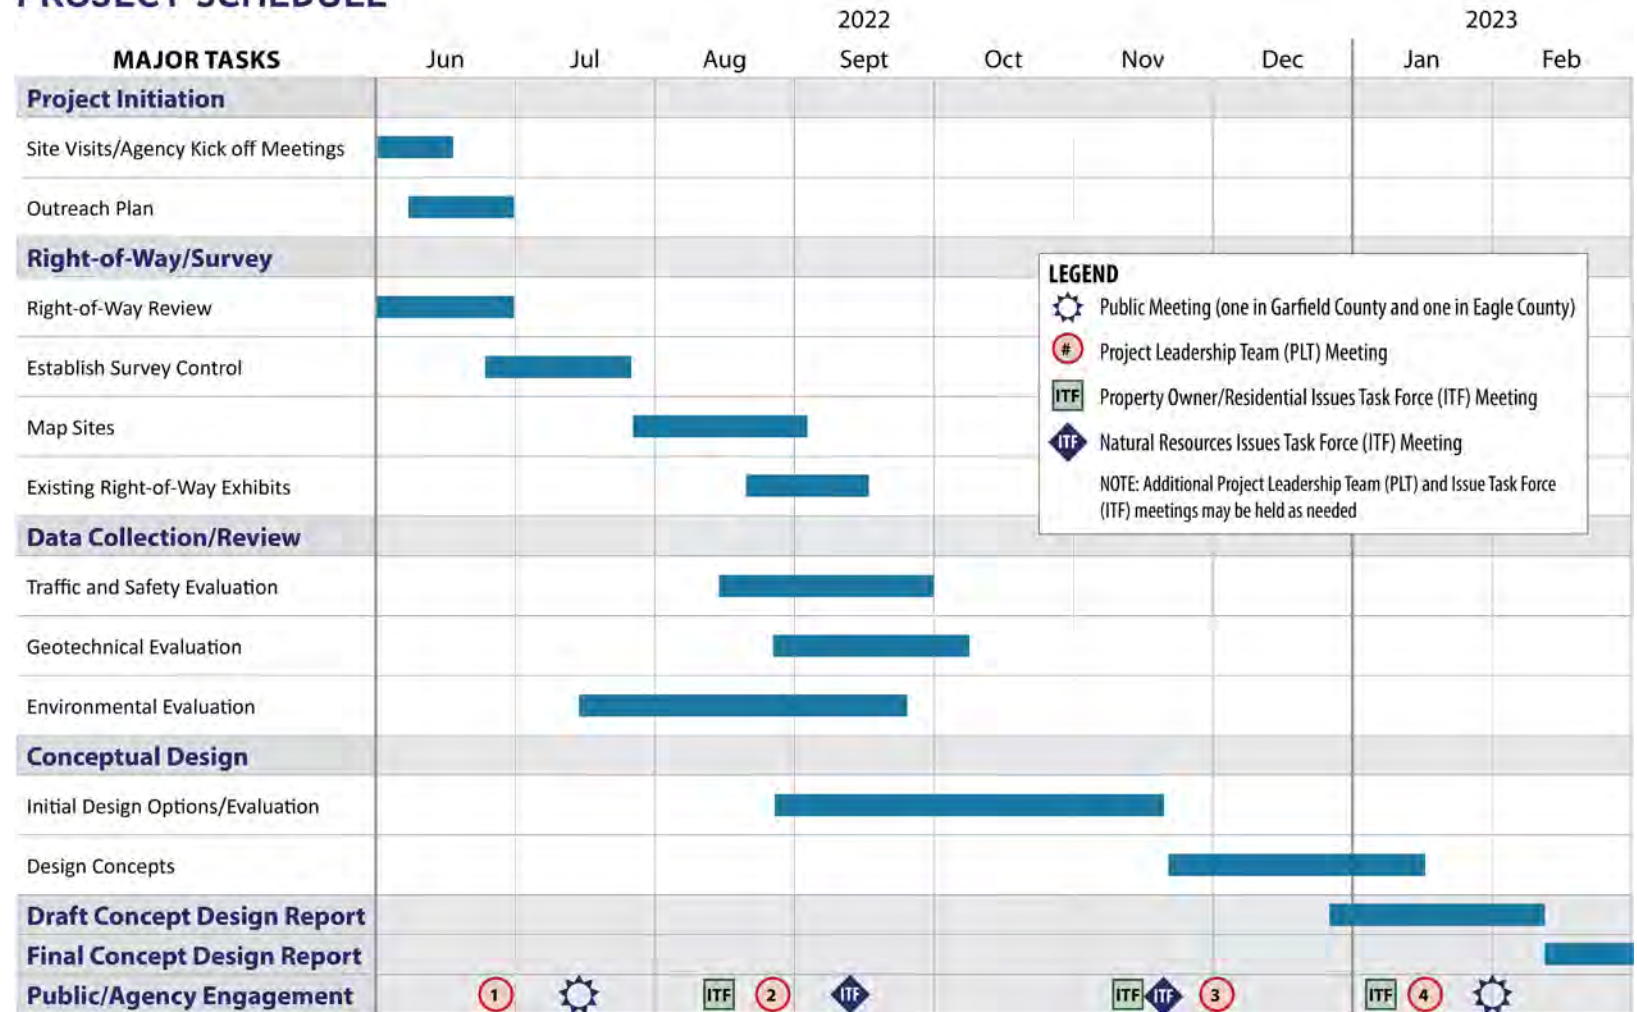 PROJECT SCHEDULE
2022 2023
MAJOR TASKS Jun Jul Aug Sept Oct Nov Dec Jan Feb
Project Initiation
Site Visits/Agency Kick off Meetings
Outreach Plan
Right-of-Way/Survey
Right-of-Way Review
Establish Survey Control
Map Sites
Existing Right-of-Way Exhibits
LEGEND
Public Meeting (one in Garfield County and one in Eagle County)
# Project Leadership Team (PLT) Meeting
ITF Property Owner/Residential Issues Task Force (ITF) Meeting
ITF Natural Resources Issues Task Force (ITF) Meeting
NOTE: Additional Project Leadership Team (PLT) and Issue Task Force
(ITF) meetings may be held as needed
Data Collection/Review
Traffic and Safety Evaluation
Geotechnical Evaluation
Environmental Evaluation
Conceptual Design
Initial Design Options/Evaluation
Design Concepts
Draft Concept Design Report
Final Concept Design Report
Public/Agency Engagement 1 ITF 2 ITF ITF ITF 3 ITF 4